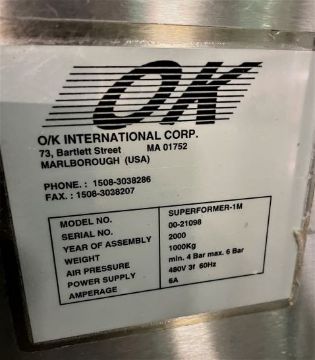 OK
O/K INTERNATIONAL CORP.
73, Bartlett Street MA 01752
MARLBOROUGH (USA)
PHONE. : 1508-3038286
FAX. : 1508-3038207
MODEL NO. SUPERFORMER-1M
SERIAL NO. 00-21098
YEAR OF ASSEMBLY 2000
WEIGHT 1000Kg
AIR PRESSURE min. 4 Bar max. 6 Bar
POWER SUPPLY 480V 3f 60Hz
AMPERAGE 6A